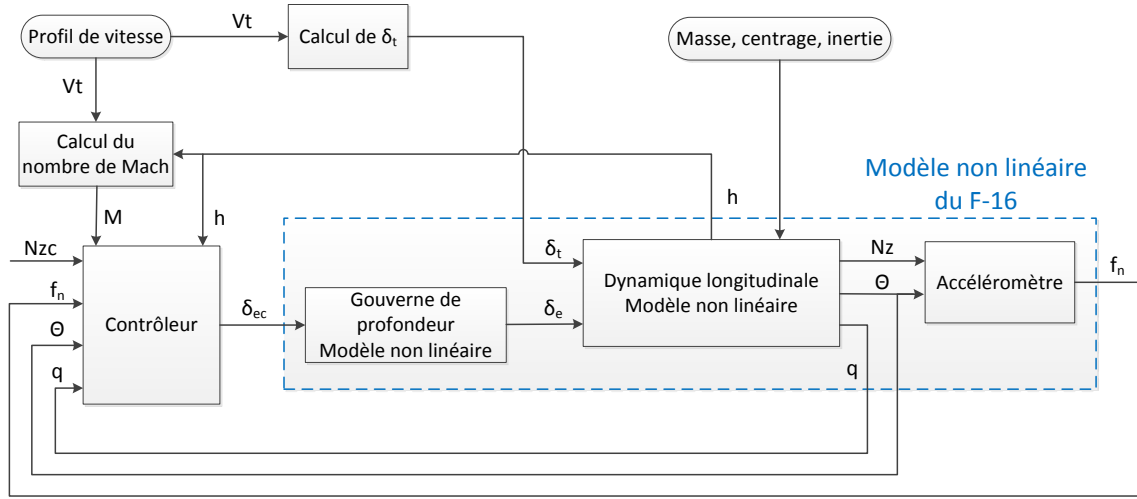 Profil de vitesse
Vt
Calcul de δt
Masse, centrage, inertie
Vt
Calcul du
nombre de Mach
M
h
h
Modèle non linéaire
du F-16
Nzc
fn
Θ
q
Contrôleur
δec
Gouverne de
profondeur
Modèle non linéaire
δe
δt
Dynamique longitudinale
Modèle non linéaire
Nz
Θ
q
Accéléromètre
fn